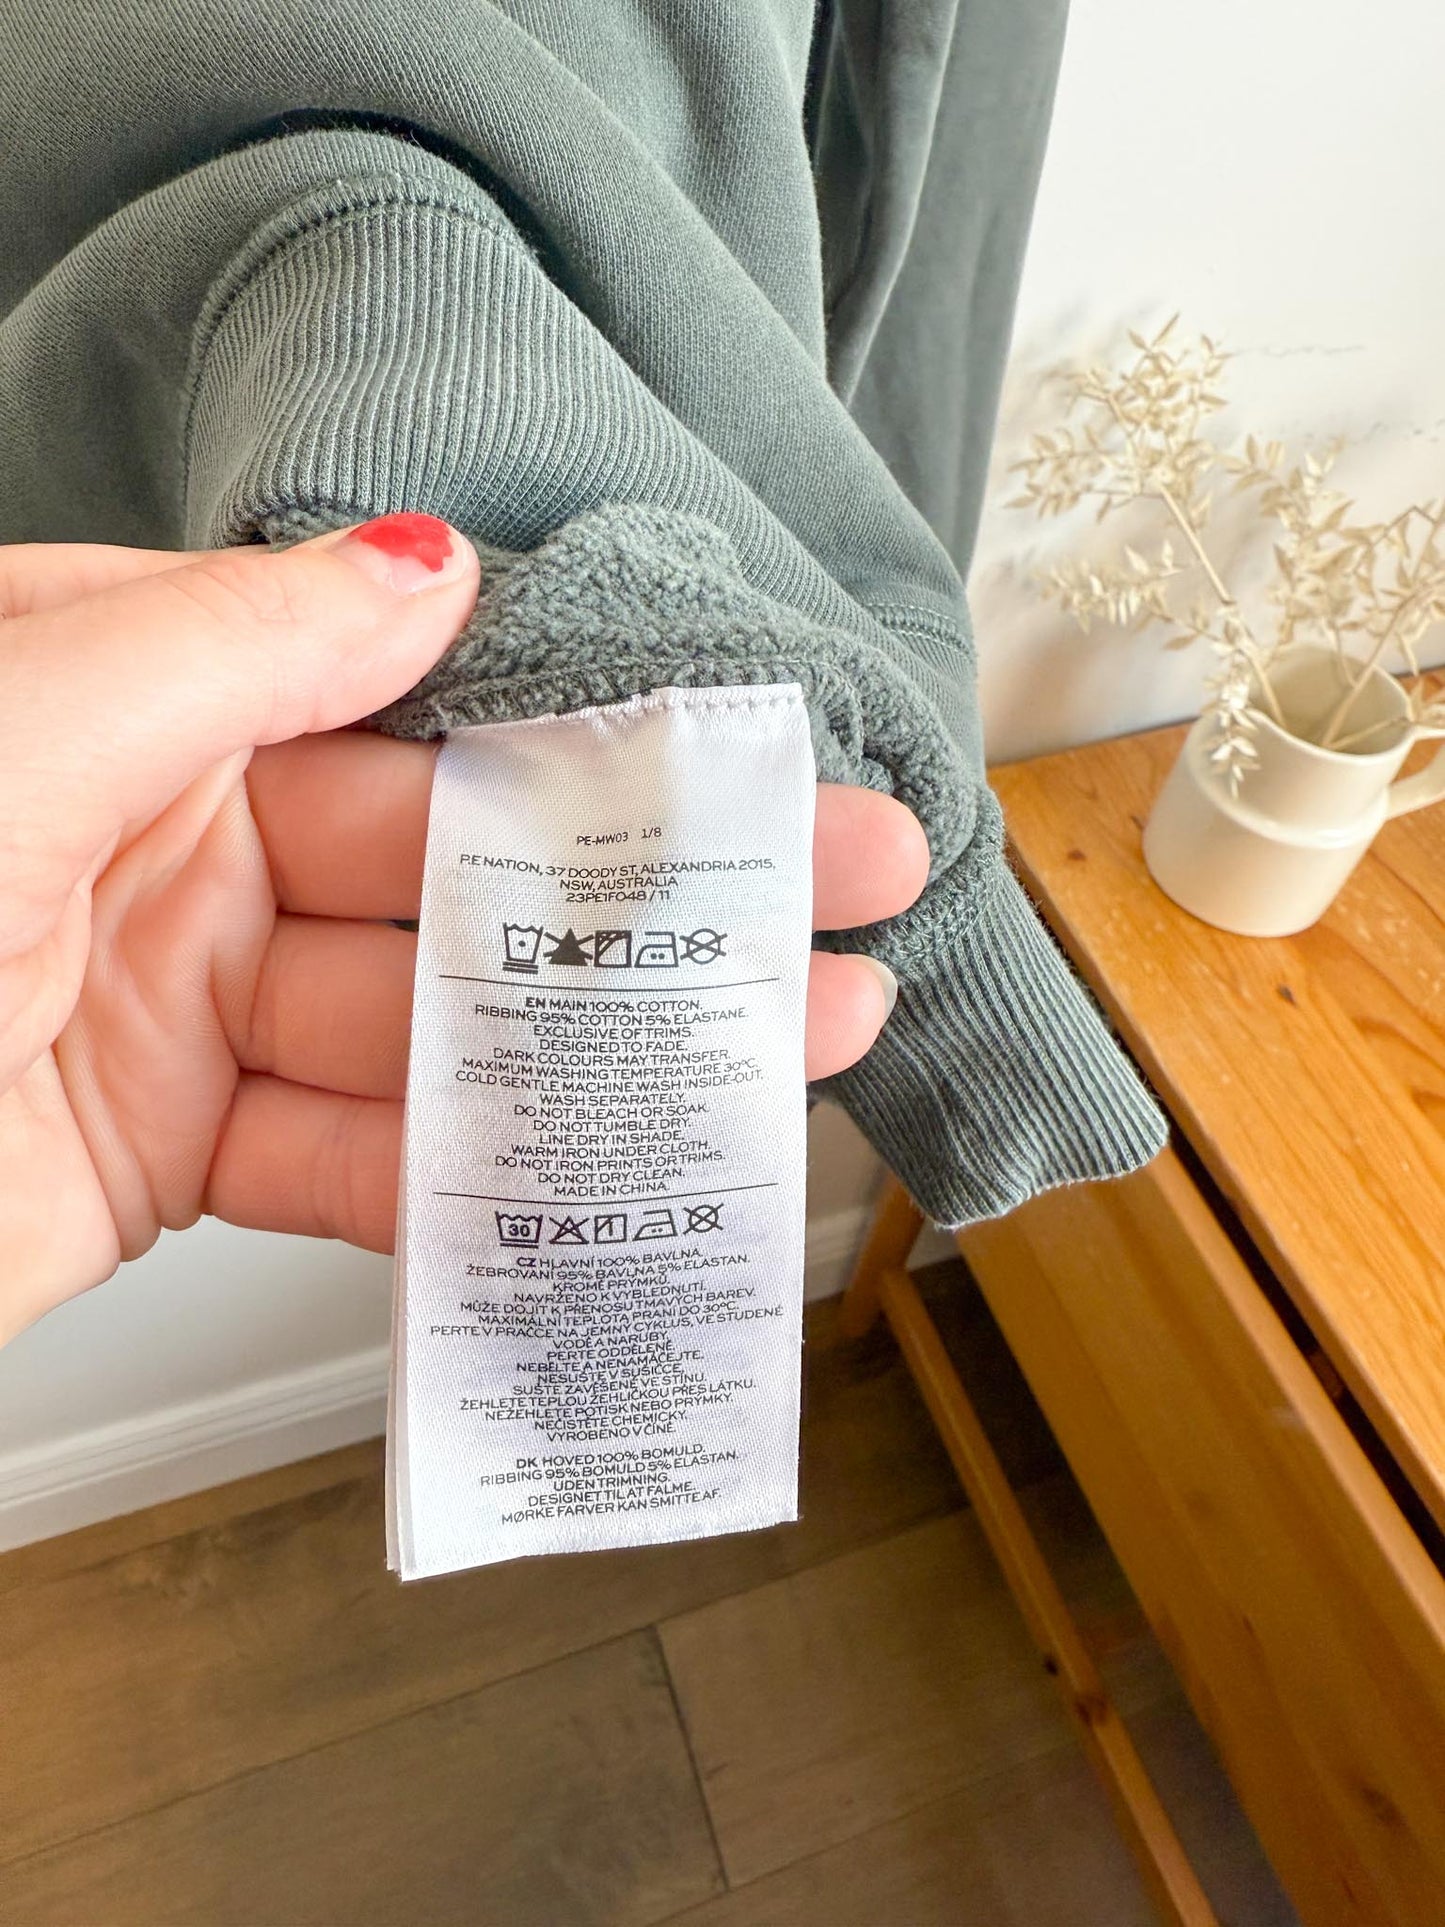 PE-MW03 1/8
P.E NATION, 37 DOODY ST, ALEXANDRIA 2015,
NSW, AUSTRALIA
23PE1F048 / 11
EN MAIN 100% COTTON.
RIBBING 95% COTTON 5% ELASTANE.
EXCLUSIVE OF TRIMS.
DESIGNED TO FADE.
DARK COLOURS MAY TRANSFER.
MAXIMUM WASHING TEMPERATURE 30°C.
COLD GENTLE MACHINE WASH INSIDE-OUT.
WASH SEPARATELY.
DO NOT BLEACH OR SOAK.
DO NOT TUMBLE DRY.
LINE DRY IN SHADE.
WARM IRON UNDER CLOTH.
DO NOT IRON PRINTS OR TRIMS.
DO NOT DRY CLEAN.
MADE IN CHINA.
30
CZ HLAVNÍ 100% BAVLNA.
ŽEBROVANÍ 95% BAVLNA 5% ELASTAN.
KROMĚ PRÝMKŮ.
NAVRŽENO K VYBLEDNUTÍ.
MŮŽE DOJÍT K PŘENOSU TMAVÝCH BAREV.
MAXIMÁLNÍ TEPLOTA PRANÍ DO 30°C.
PERTE V PRAČCE NA JEMNÝ CYKLUS, VE STUDENÉ
VODĚ A NARUBY.
PERTE ODDĚLENĚ.
NEBĚLTE A NENAMÁČEJTE.
NESUŠTE V SUŠIČCE.
SUŠTE ZAVĚŠENÉ VE STÍNU.
ŽEHLETE TEPLOU ŽEHLIČKOU PŘES LÁTKU.
NEŽEHLETE POTISK NEBO PRÝMKY.
NEČISTĚTE CHEMICKY.
VYROBENO V ČÍNĚ.
DK HOVED 100% BOMULD.
RIBBING 95% BOMULD 5% ELASTAN.
UDEN TRIMNING.
DESIGNET TIL AT FALME.
MØRKE FARVER KAN SMITTE AF.